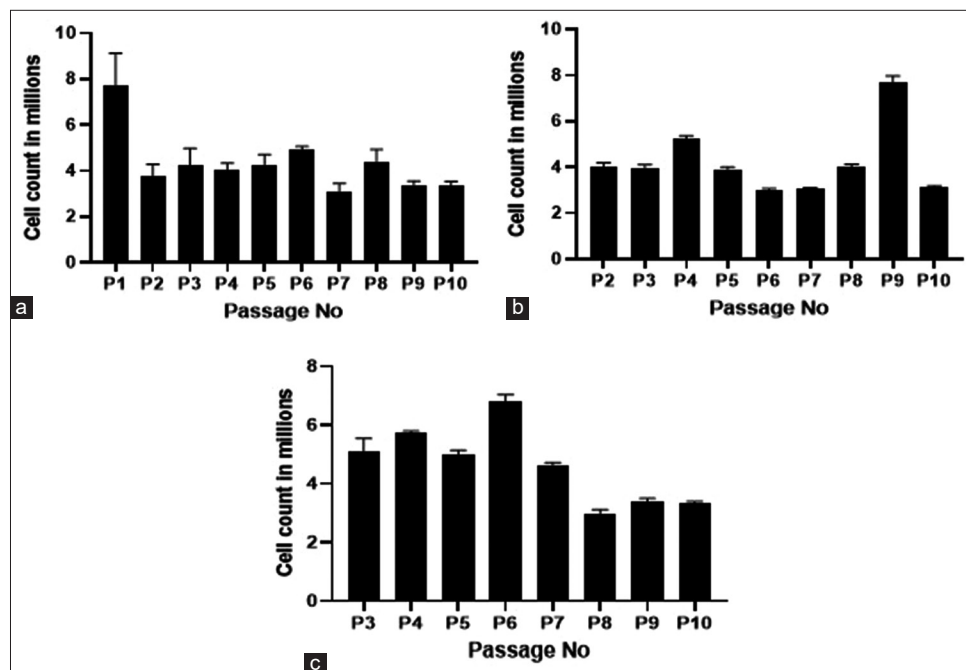 Cell count in millions
10
8
6
4
2
0
P1 P2 P3 P4 P5 P6 P7 P8 P9 P10
Passage No
a
Cell count in millions
10
8
6
4
2
0
P2 P3 P4 P5 P6 P7 P8 P9 P10
Passage No
b
Cell count in millions
8
6
4
2
0
P3 P4 P5 P6 P7 P8 P9 P10
Passage No
c